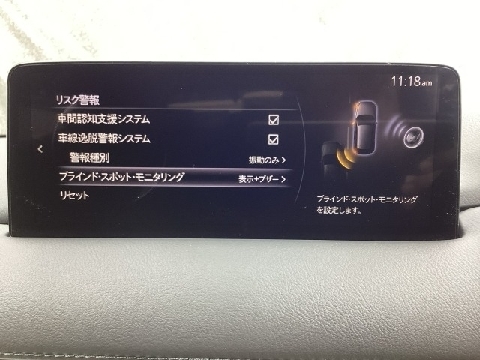 11:18am
リスク警報
車間認知支援システム
車線逸脱警報システム
警報種別 振動のみ
ブラインド・スポット・モニタリング 表示+ブザー
リセット
ブラインド・スポット・モニタリング
を設定します。